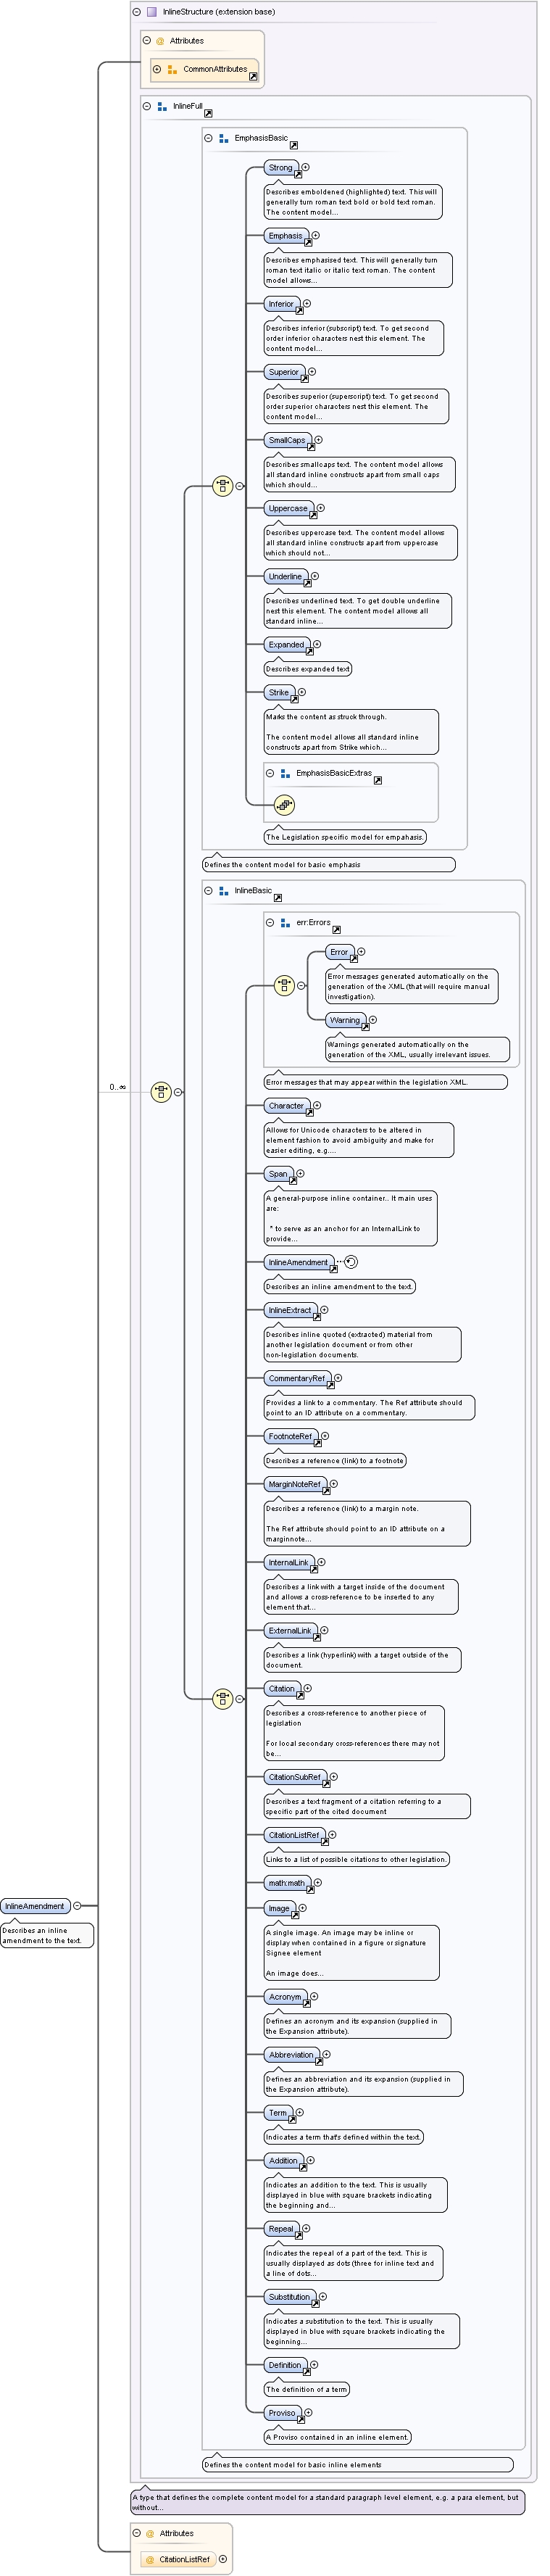 InlineStructure (extension base)
Attributes
CommonAttributes
InlineFull
EmphasisBasic
Strong
Describes emboldened (highlighted) text. This will
generally turn roman text bold or bold text roman.
The content model...
Emphasis
Describes emphasised text. This will generally turn
roman text italic or italic text roman. The content
model allows...
Inferior
Describes inferior (subscript) text. To get second
order inferior characters nest this element. The
content model...
Superior
Describes superior (superscript) text. To get second
order superior characters nest this element. The
content model...
SmallCaps
Describes smallcaps text. The content model allows
all standard inline constructs apart from small caps
which should...
Uppercase
Describes uppercase text. The content model allows
all standard inline constructs apart from uppercase
which should not...
Underline
Describes underlined text. To get double underline
nest this element. The content model allows all
standard inline...
Expanded
Describes expanded text
Strike
Marks the content as struck through.
The content model allows all standard inline
constructs apart from Strike which...
EmphasisBasicExtras
The Legislation specific model for empahasis.
Defines the content model for basic emphasis
InlineBasic
err:Errors
Error
Error messages generated automatically on the
generation of the XML (that will require manual
investigation).
Warning
Warnings generated automatically on the
generation of the XML, usually irrelevant issues.
Error messages that may appear within the legislation XML.
0..∞
Character
Allows for Unicode characters to be altered in
element fashion to avoid ambiguity and make for
easier editing, e.g....
Span
A general-purpose inline container.. It main uses
are:
* to serve as an anchor for an InternalLink to
provide...
InlineAmendment
Describes an inline amendment to the text.
InlineExtract
Describes inline quoted (extracted) material from
another legislation document or from other
non-legislation documents.
CommentaryRef
Provides a link to a commentary. The Ref attribute should
point to an ID attribute on a commentary.
FootnoteRef
Describes a reference (link) to a footnote
MarginNoteRef
Describes a reference (link) to a margin note.
The Ref attribute should point to an ID attribute on a
marginnote...
InternalLink
Describes a link with a target inside of the document
and allows a cross-reference to be inserted to any
element that...
ExternalLink
Describes a link (hyperlink) with a target outside of the
document.
Citation
Describes a cross-reference to another piece of
legislation
For local secondary cross-references there may not
be...
CitationSubRef
Describes a text fragment of a citation referring to a
specific part of the cited document
CitationListRef
Links to a list of possible citations to other legislation.
math:math
InlineAmendment
Describes an inline
amendment to the text.
Image
A single image. An image may be inline or
display when contained in a figure or signature
Signee element
An image does...
Acronym
Defines an acronym and its expansion (supplied in
the Expansion attribute).
Abbreviation
Defines an abbreviation and its expansion (supplied in
the Expansion attribute).
Term
Indicates a term that's defined within the text.
Addition
Indicates an addition to the text. This is usually
displayed in blue with square brackets indicating
the beginning and...
Repeal
Indicates the repeal of a part of the text. This is
usually displayed as dots (three for inline text and
a line of dots...
Substitution
Indicates a substitution to the text. This is usually
displayed in blue with square brackets indicating the
beginning...
Definition
The definition of a term
Proviso
A Proviso contained in an inline element.
Defines the content model for basic inline elements
A type that defines the complete content model for a standard paragraph level element, e.g. a para element, but
without...
Attributes
CitationListRef